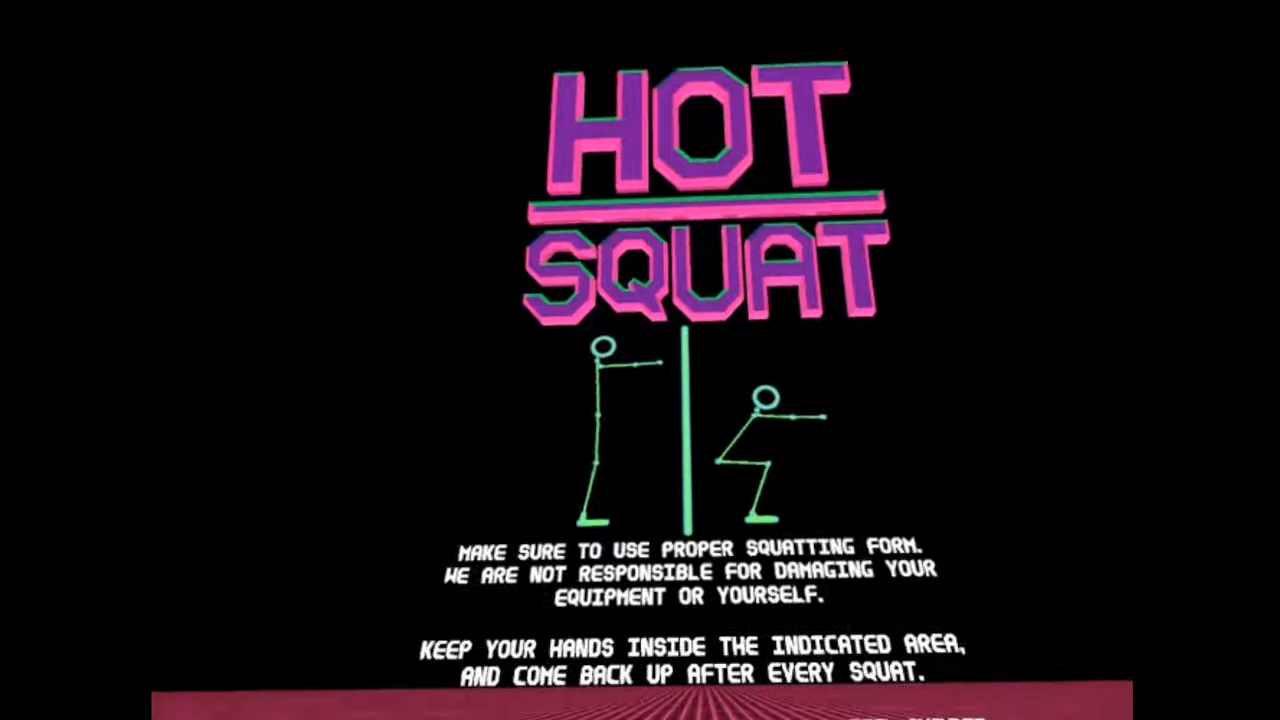 HOT
SQUAT
MAKE SURE TO USE PROPER SQUATTING FORM.
WE ARE NOT RESPONSIBLE FOR DAMAGING YOUR
EQUIPMENT OR YOURSELF.
KEEP YOUR HANDS INSIDE THE INDICATED AREA,
AND COME BACK UP AFTER EVERY SQUAT.